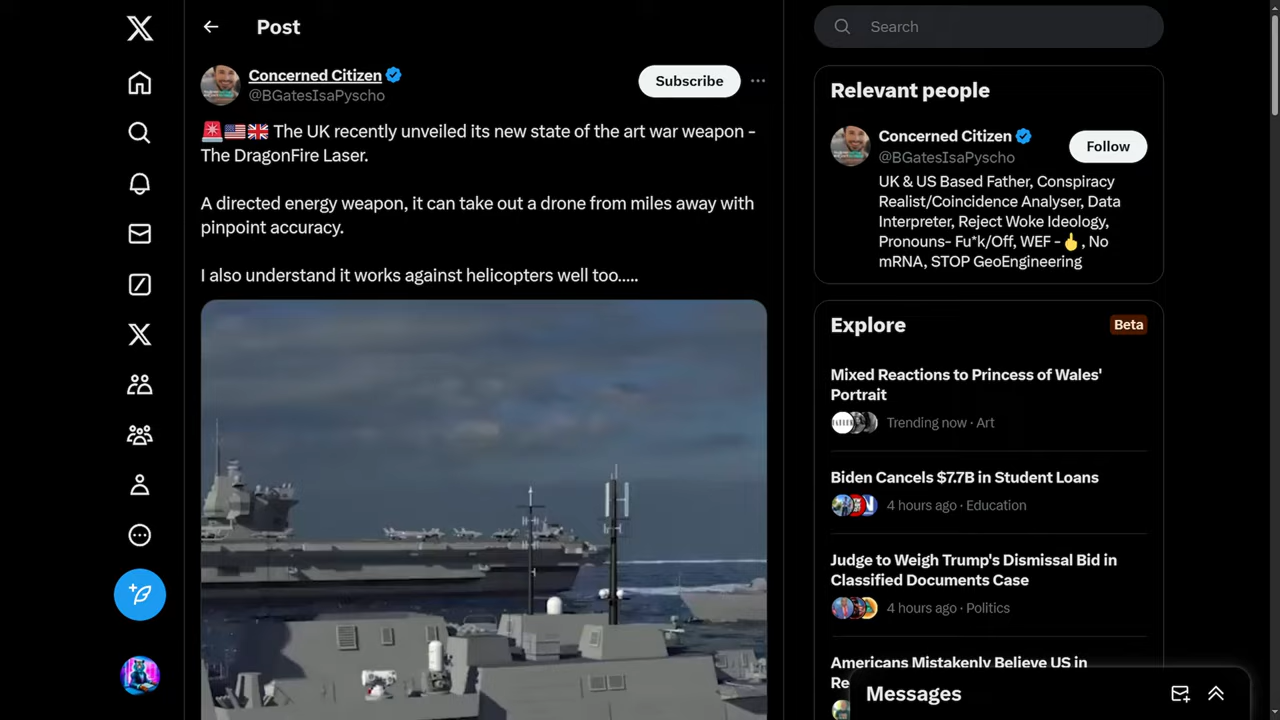 Post
Search
Concerned Citizen
@BGatesIsaPyscho
Subscribe
🚨🇺🇸🇬🇧 The UK recently unveiled its new state of the art war weapon -
The DragonFire Laser.
A directed energy weapon, it can take out a drone from miles away with
pinpoint accuracy.
I also understand it works against helicopters well too.....
Relevant people
Concerned Citizen
@BGatesIsaPyscho
Follow
UK & US Based Father, Conspiracy
Realist/Coincidence Analyser, Data
Interpreter, Reject Woke Ideology,
Pronouns- Fu*k/Off, WEF -🖕, No
mRNA, STOP GeoEngineering
Explore
Beta
Mixed Reactions to Princess of Wales'
Portrait
Trending now · Art
Biden Cancels $7.7B in Student Loans
4 hours ago · Education
Judge to Weigh Trump's Dismissal Bid in
Classified Documents Case
4 hours ago · Politics
Americans Mistakenly Believe US in
Messages